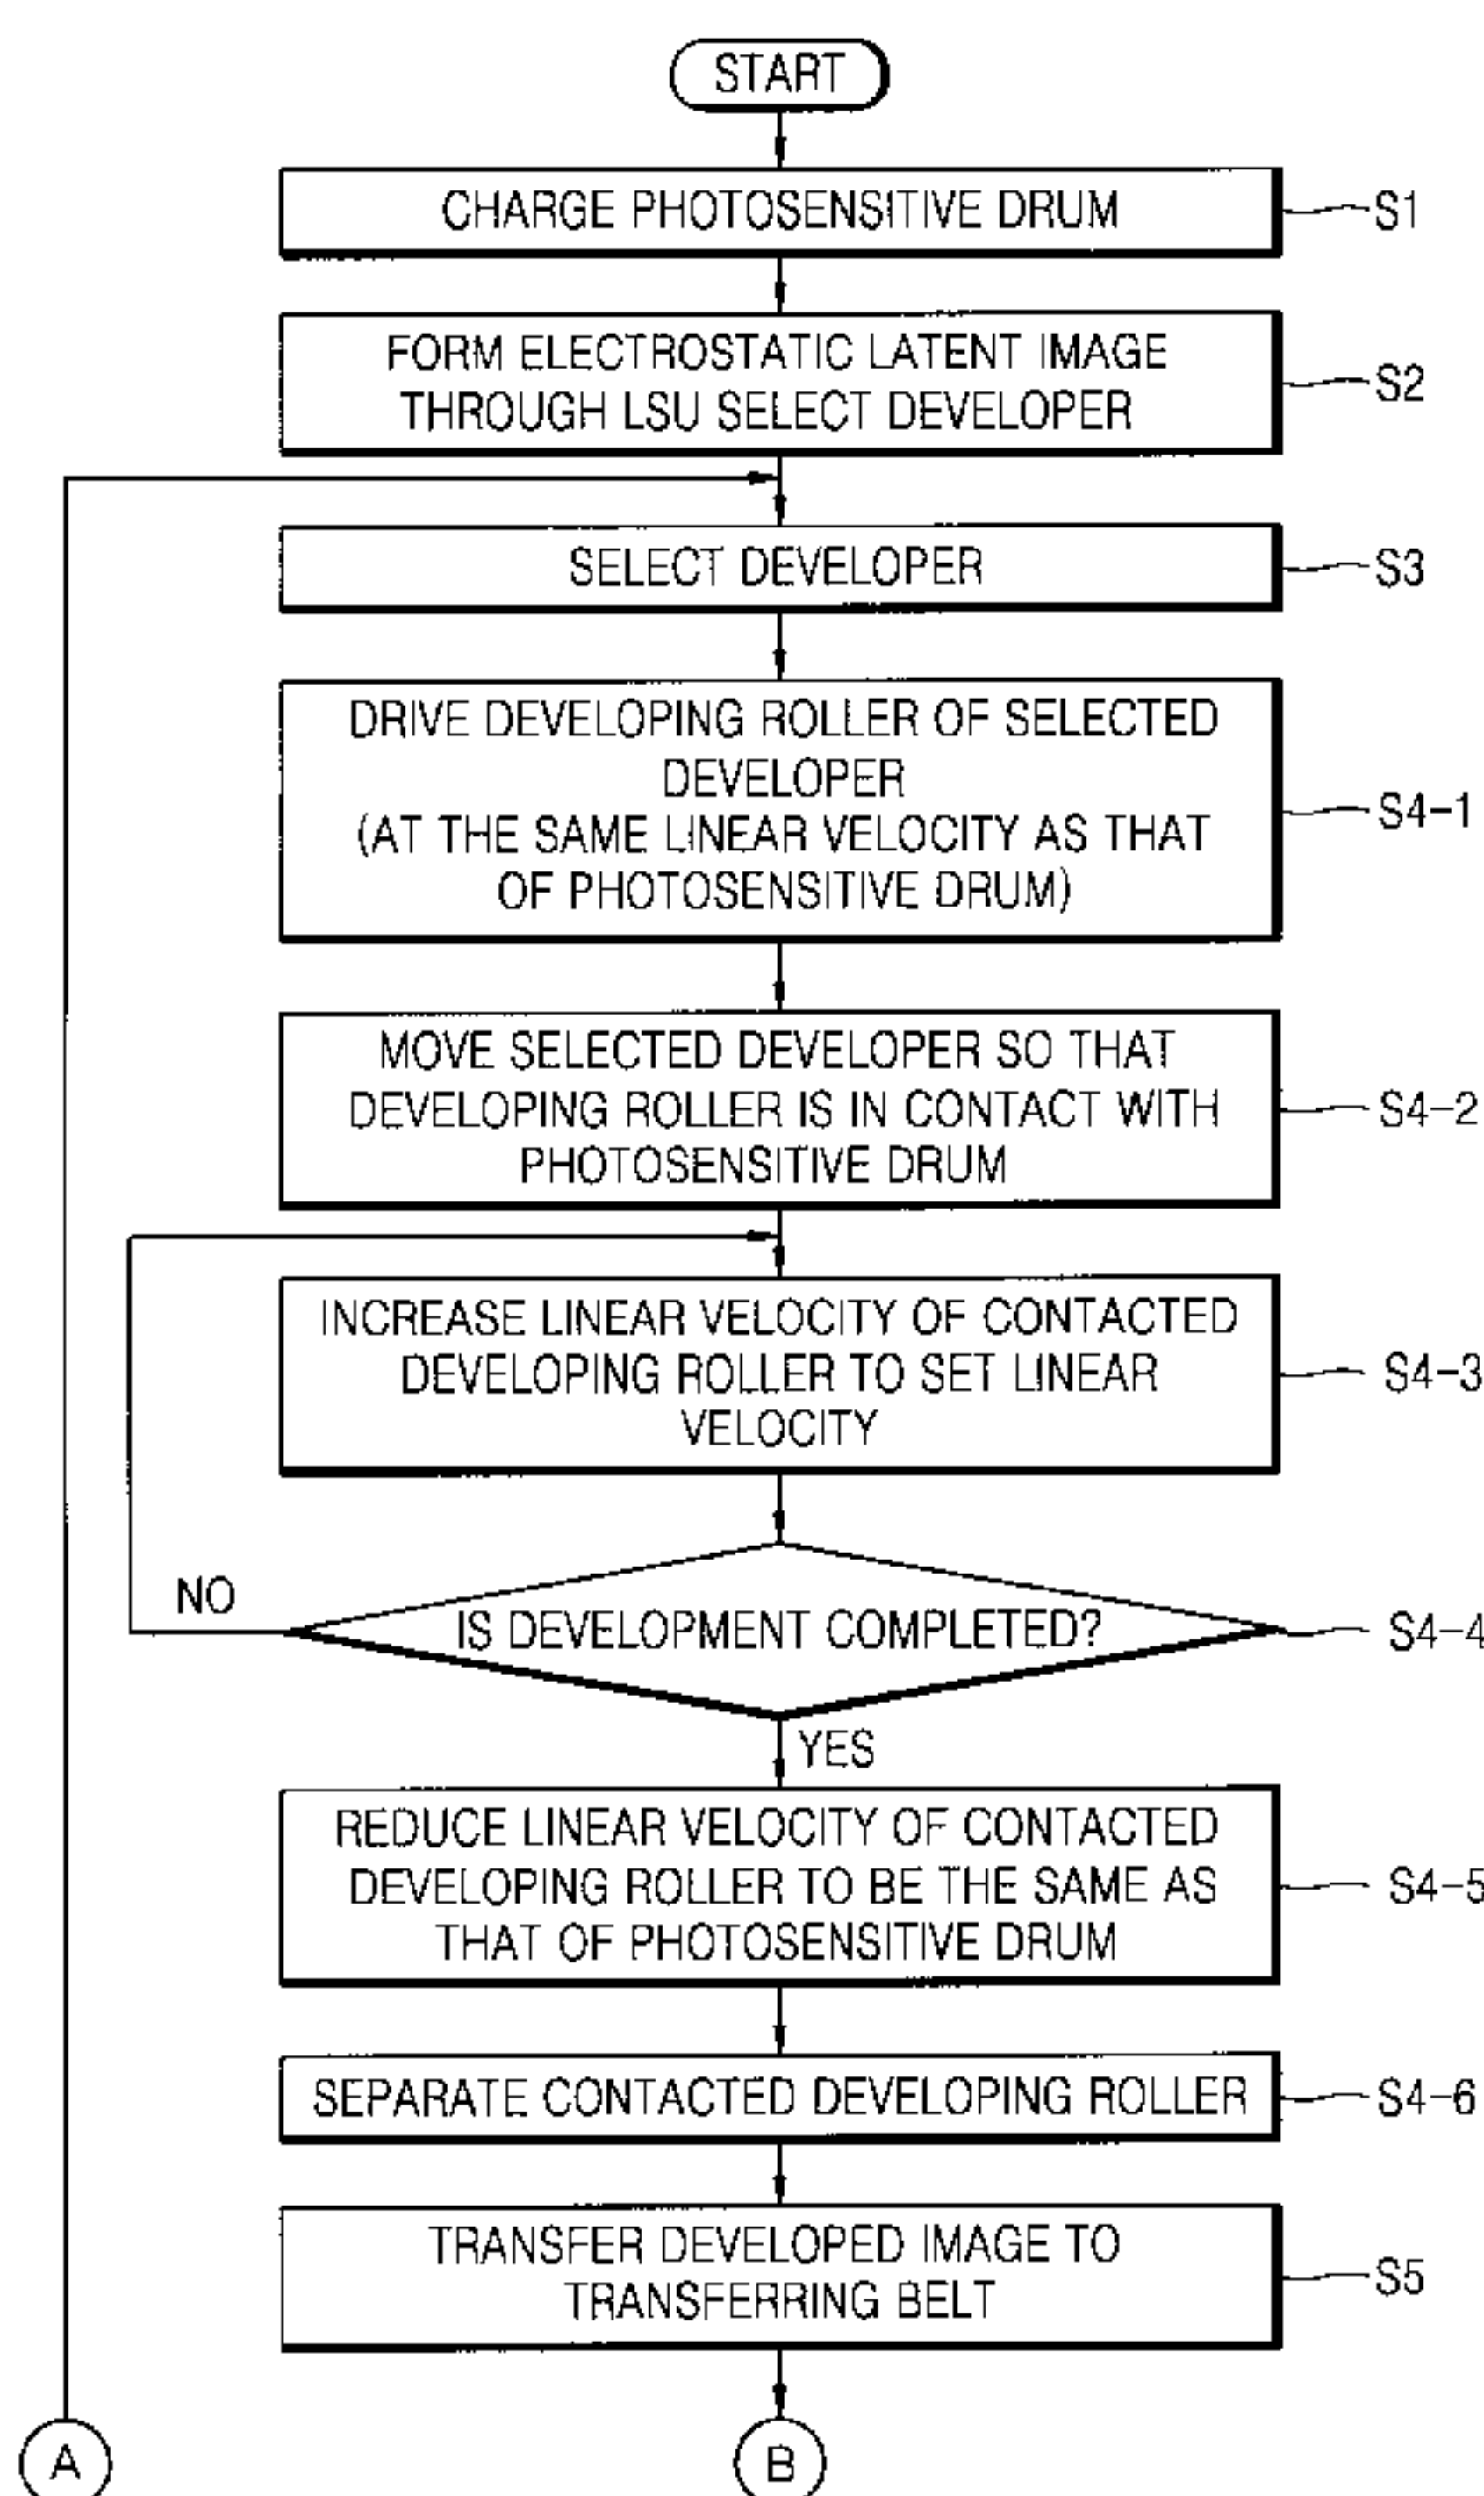 START
CHARGE PHOTOSENSITIVE DRUM
S1
FORM ELECTROSTATIC LATENT IMAGE
THROUGH LSU SELECT DEVELOPER
S2
SELECT DEVELOPER
S3
DRIVE DEVELOPING ROLLER OF SELECTED
DEVELOPER
(AT THE SAME LINEAR VELOCITY AS THAT
OF PHOTOSENSITIVE DRUM)
S4-1
MOVE SELECTED DEVELOPER SO THAT
DEVELOPING ROLLER IS IN CONTACT WITH
PHOTOSENSITIVE DRUM
S4-2
INCREASE LINEAR VELOCITY OF CONTACTED
DEVELOPING ROLLER TO SET LINEAR
VELOCITY
S4-3
NO
IS DEVELOPMENT COMPLETED?
S4-4
YES
REDUCE LINEAR VELOCITY OF CONTACTED
DEVELOPING ROLLER TO BE THE SAME AS
THAT OF PHOTOSENSITIVE DRUM
S4-5
SEPARATE CONTACTED DEVELOPING ROLLER
S4-6
TRANSFER DEVELOPED IMAGE TO
TRANSFERRING BELT
S5
A
B